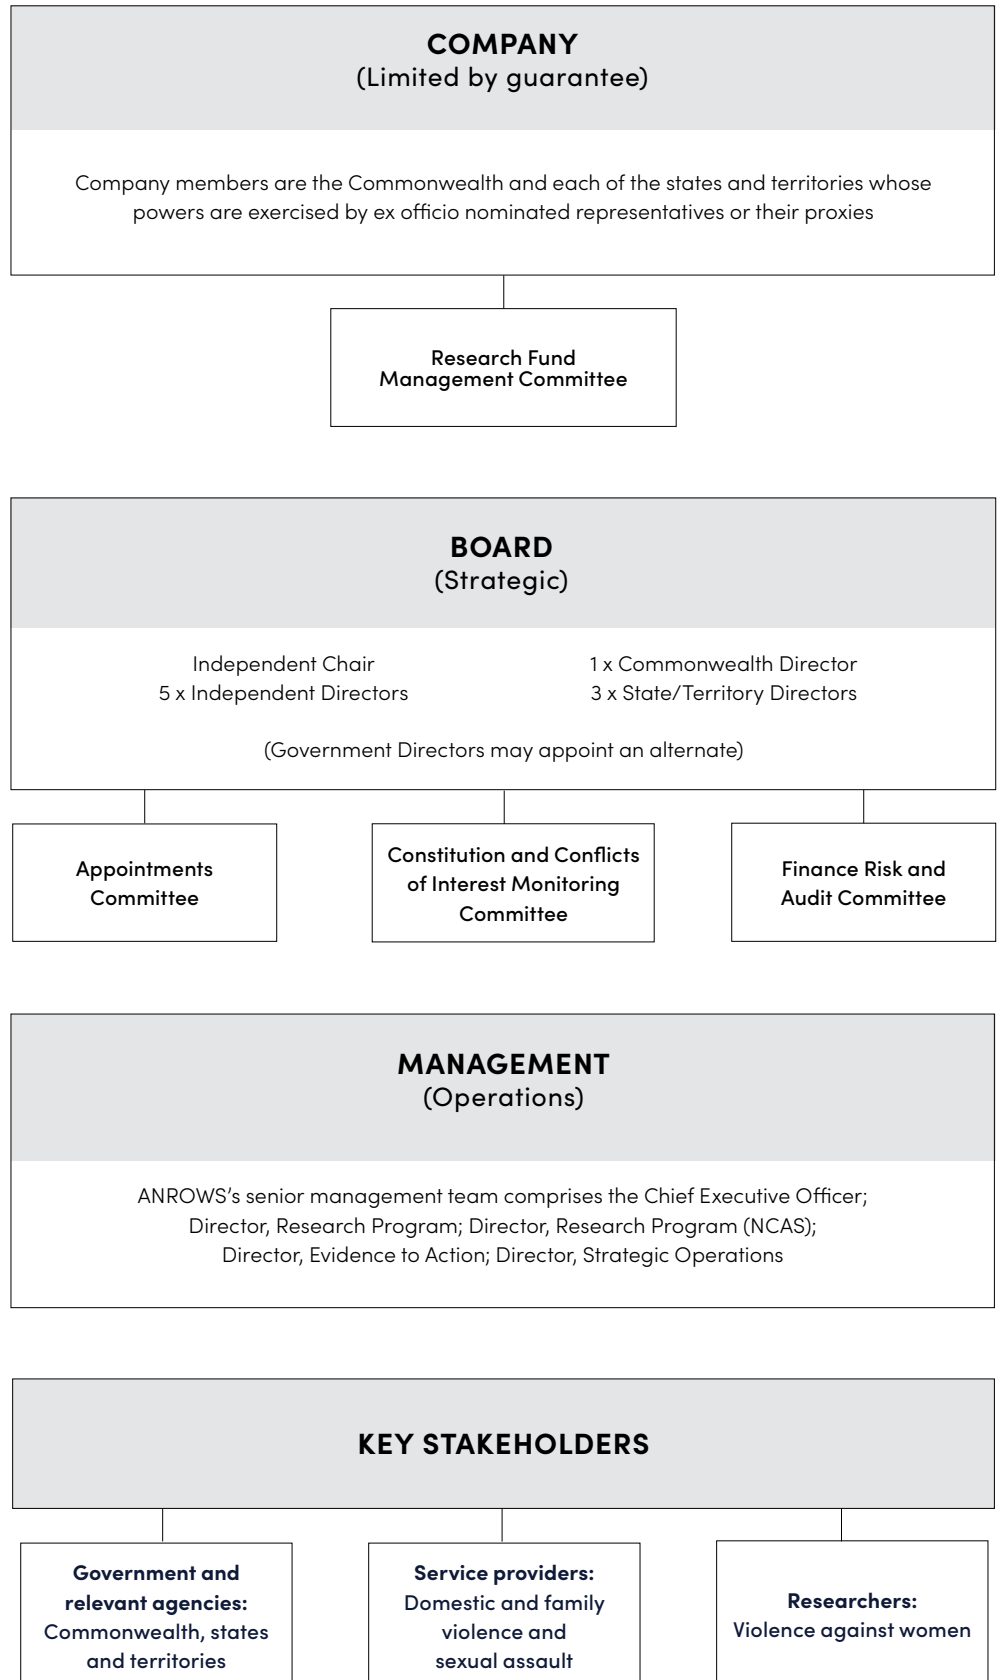 COMPANY
(Limited by guarantee)
Company members are the Commonwealth and each of the states and territories whose
powers are exercised by ex officio nominated representatives or their proxies
Research Fund
Management Committee
BOARD
(Strategic)
Independent Chair
5 x Independent Directors
1 x Commonwealth Director
3 x State/Territory Directors
(Government Directors may appoint an alternate)
Appointments
Committee
Constitution and Conflicts
of Interest Monitoring
Committee
Finance Risk and
Audit Committee
MANAGEMENT
(Operations)
ANROWS’s senior management team comprises the Chief Executive Officer;
Director, Research Program; Director, Research Program (NCAS);
Director, Evidence to Action; Director, Strategic Operations
KEY STAKEHOLDERS
Government and
relevant agencies:
Commonwealth, states
and territories
Service providers:
Domestic and family
violence and
sexual assault
Researchers:
Violence against women